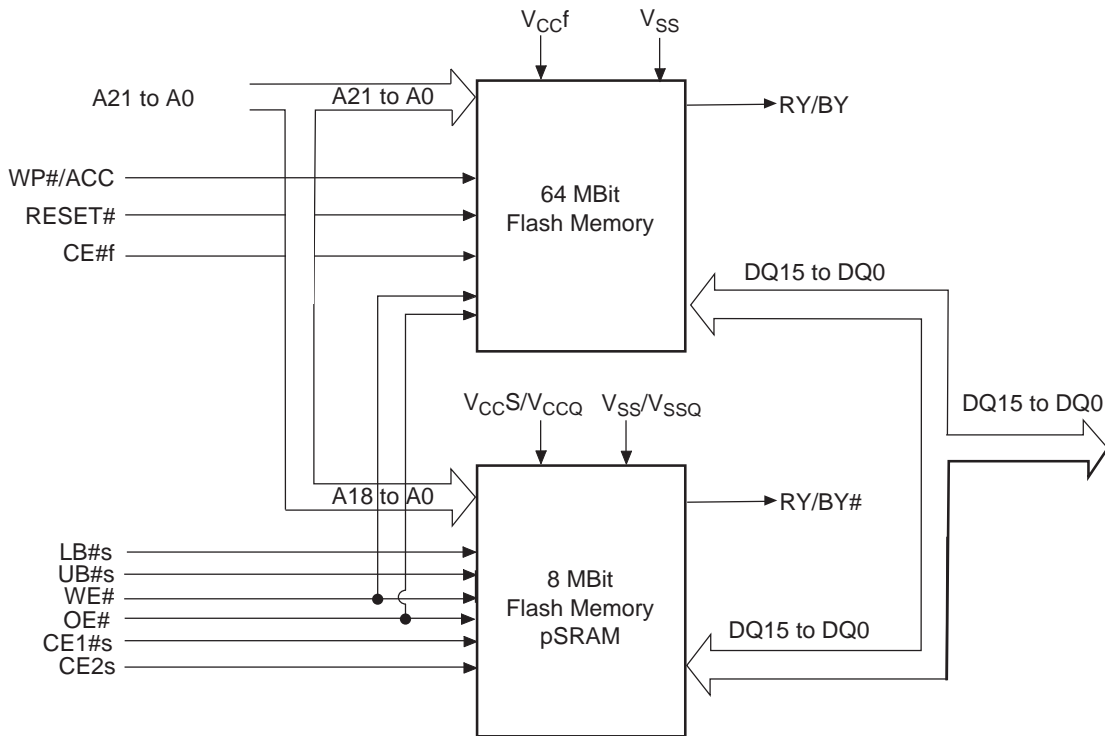 V_CCf
V_SS
A21 to A0
A21 to A0
RY/BY
WP#/ACC
RESET#
CE#f
64 MBit
Flash Memory
DQ15 to DQ0
V_CCS/V_CCQ
V_SS/V_SSQ
DQ15 to DQ0
A18 to A0
RY/BY#
LB#s
UB#s
WE#
OE#
CE1#s
CE2s
8 MBit
Flash Memory
pSRAM
DQ15 to DQ0